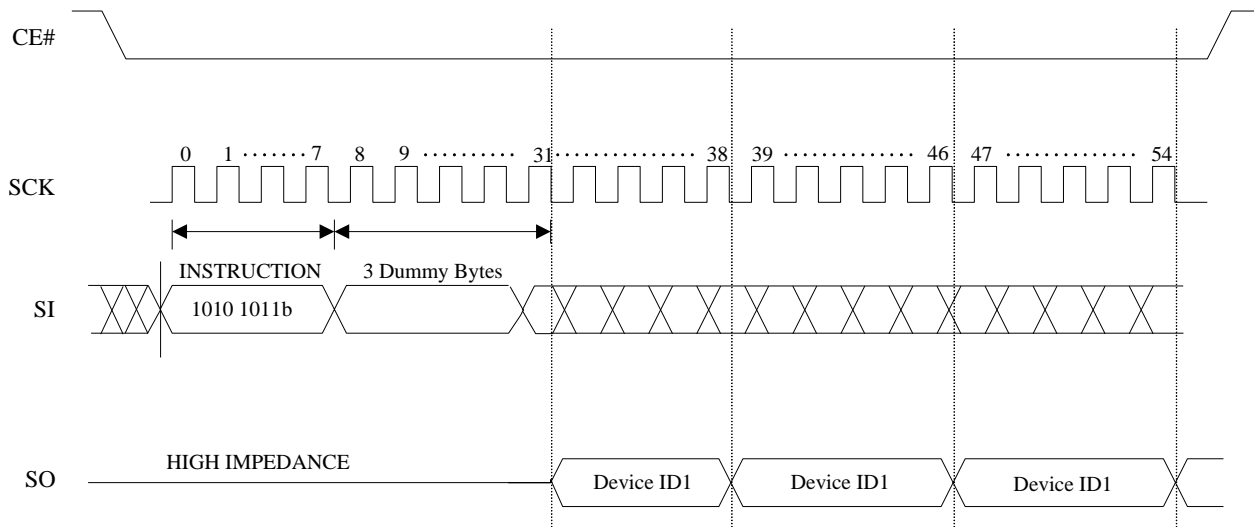 CE#
0 1 ....... 7 8 9 .......... 31 ............... 38 39 ............. 46 47 ............. 54
SCK
INSTRUCTION 3 Dummy Bytes
SI 1010 1011b
HIGH IMPEDANCE
SO Device ID1 Device ID1 Device ID1